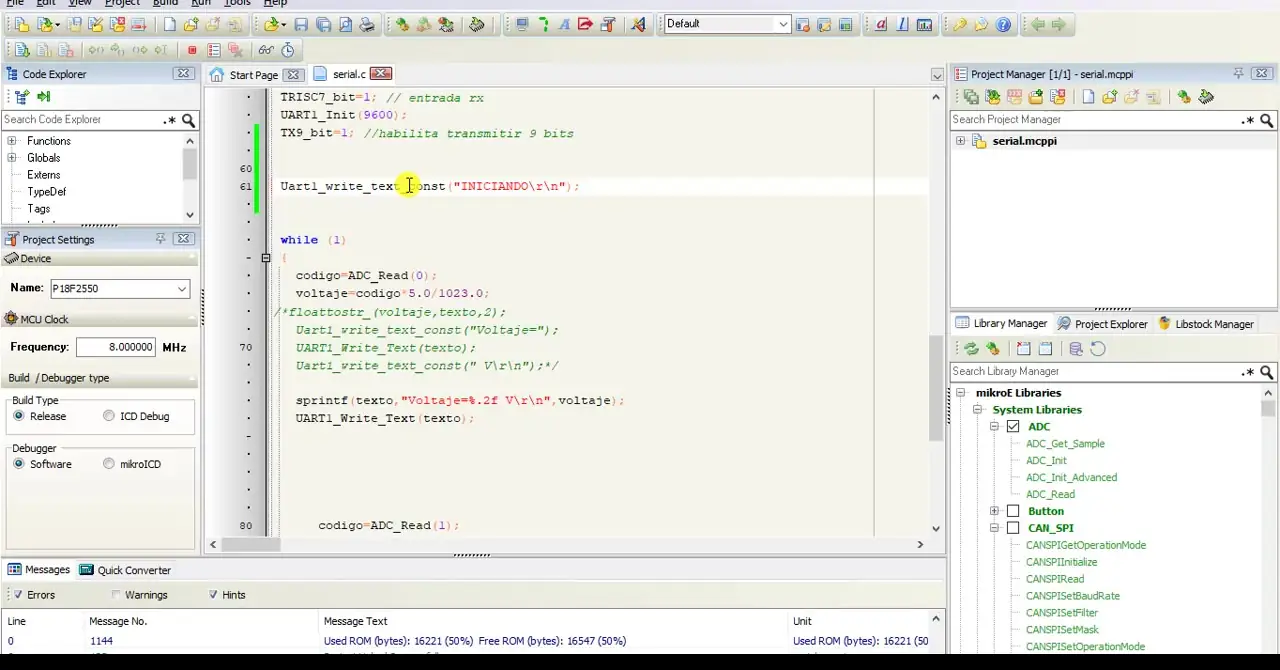 File Edit View Project Build Run Tools Help
Default
Code Explorer
Start Page
serial.c
Project Manager [1/1] - serial.mcppi
Search Code Explorer
Functions
Globals
Externs
TypeDef
Tags
Search Project Manager
serial.mcppi
TRISC7_bit=1; // entrada rx
UART1_Init(9600);
TX9_bit=1; //habilita transmitir 9 bits
60
61 Uart1_write_text_const("INICIANDO\r\n");
while (1)
{
codigo=ADC_Read(0);
voltaje=codigo*5.0/1023.0;
/*floattostr_(voltaje,texto,2);
Uart1_write_text_const("Voltaje=");
70 UART1_Write_Text(texto);
Uart1_write_text_const(" V\r\n");*/
sprintf(texto,"Voltaje=%.2f V\r\n",voltaje);
UART1_Write_Text(texto);
80 codigo=ADC_Read(1);
Project Settings
Device
Name: P18F2550
MCU Clock
Frequency: 8.000000 MHz
Build / Debugger type
Build Type
Release ICD Debug
Debugger
Software mikroICD
Library Manager Project Explorer Libstock Manager
Search Library Manager
mikroE Libraries
System Libraries
ADC
ADC_Get_Sample
ADC_Init
ADC_Init_Advanced
ADC_Read
Button
CAN_SPI
CANSPIGetOperationMode
CANSPIInitialize
CANSPIRead
CANSPISetBaudRate
CANSPISetFilter
CANSPISetMask
CANSPISetOperationMode
Messages Quick Converter
Errors Warnings Hints
Line Message No. Message Text Unit
0 1144 Used ROM (bytes): 16221 (50%) Free ROM (bytes): 16547 (50%) Used ROM (bytes): 16221 (50